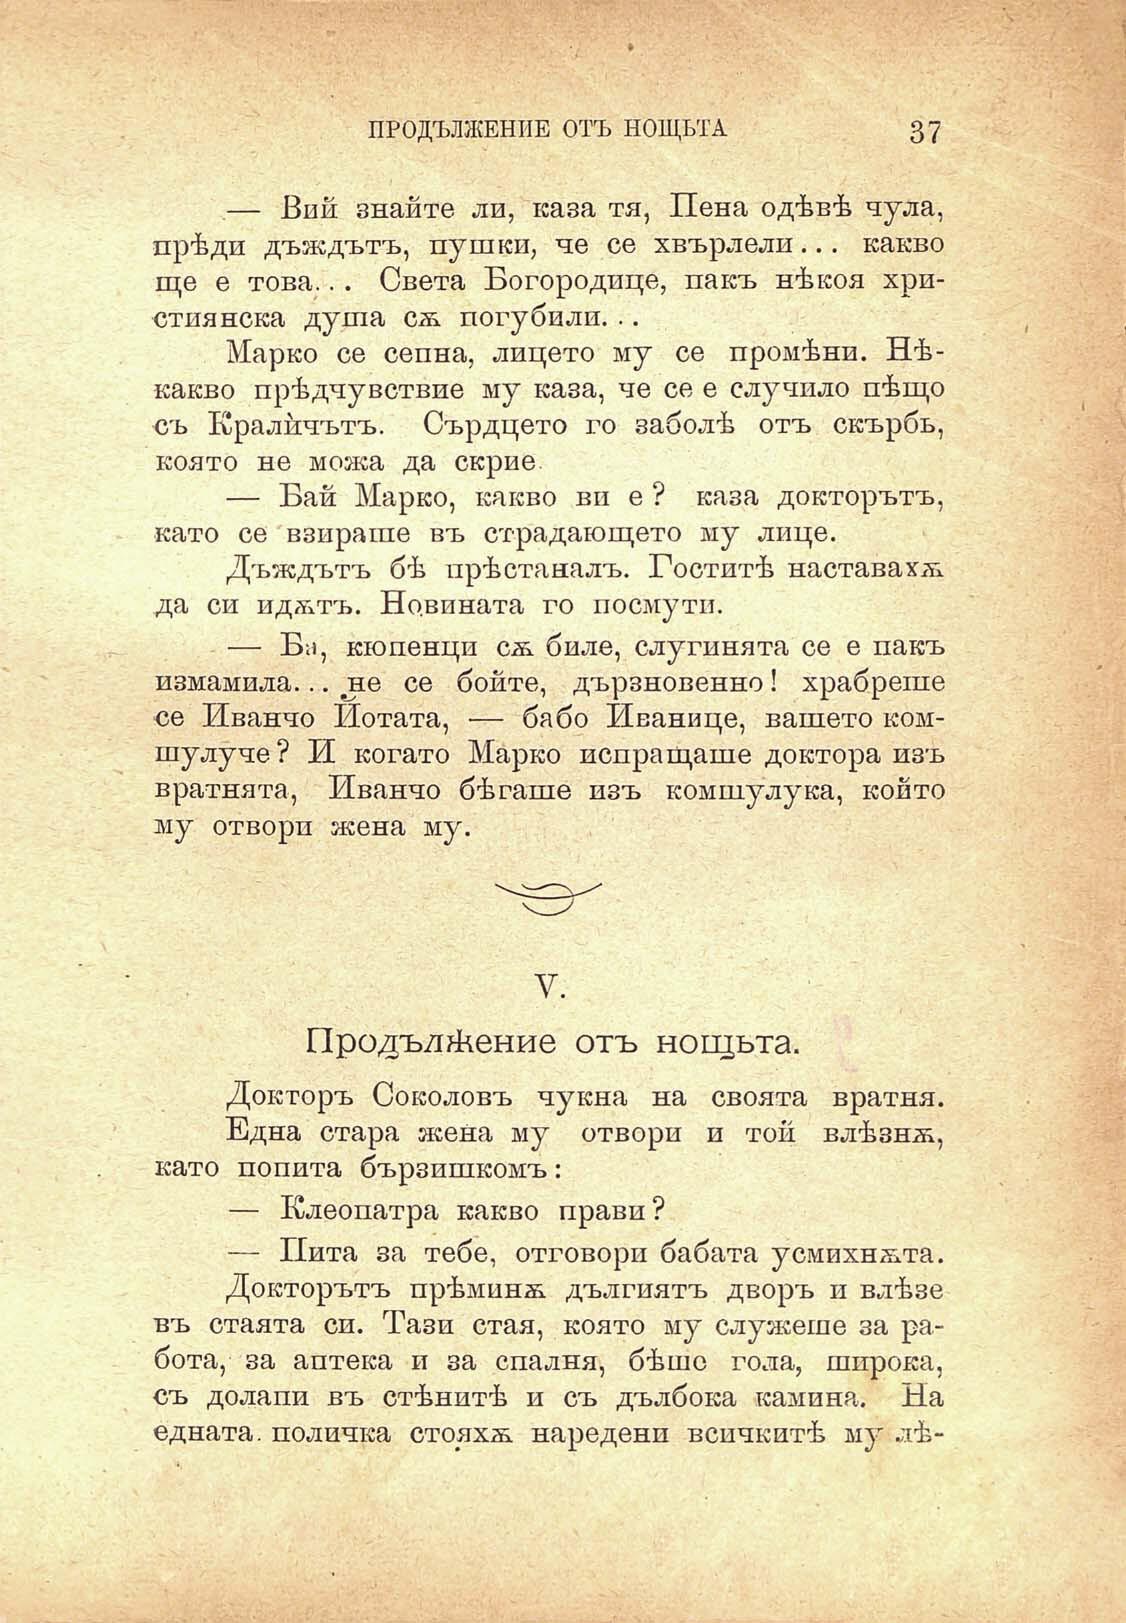 ПРОДЪЛЖЕНИЕ ОТЪ НОЩЬТА 37
— Вий знайте ли, каза тя, Пена одѣвѣ чула,
прѣди дъждътъ, пушки, че се хвърлели... какво
ще е това... Света Богородице, пакъ нѣкоя хри-
стиянска душа сѫ погубили...
Марко се сепна, лицето му се промѣни. Нѣ-
какво прѣдчувствие му каза, че се е случило нѣщо
съ Кралѝчътъ. Сърдцето го заболѣ отъ скърбь,
която не можа да скрие.
— Бай Марко, какво ви е? каза докторътъ,
като се взираше въ страдающето му лице.
Дъждътъ бѣ прѣстаналъ. Гоститѣ наставахѫ
да си идѫтъ. Новината го посмути.
— Ба, кюпенци сѫ биле, слугинята се е пакъ
измамила... не се бойте, дързновенно! храбреше
се Иванчо Йотата, — бабо Иванице, вашето ком-
шулуче? И когато Марко испращаше доктора изъ
вратнята, Иванчо бѣгаше изъ комшулука, който
му отвори жена му.
V.
Продължение отъ нощьта.
Докторъ Соколовъ чукна на своята вратня.
Една стара жена му отвори и той влѣзнѫ,
като попита бързишкомъ:
— Клеопатра какво прави?
— Пита за тебе, отговори бабата усмихнѫта.
Докторътъ прѣминѫ дългиятъ дворъ и влѣзе
въ стаята си. Тази стая, която му служеше за ра-
бота, за аптека и за спалня, бѣше гола, широка,
съ долапи въ стѣнитѣ и съ дълбока камина. На
едната поличка стояхѫ наредени всичкитѣ му лѣ-